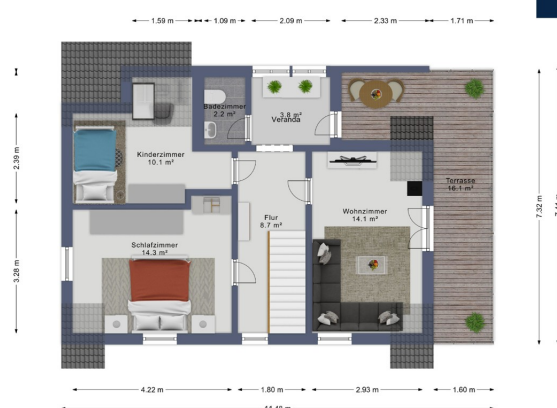 1.59 m
1.09 m
2.09 m
2.33 m
1.71 m
Badezimmer
2.2 m²
3.8 m²
Veranda
Kinderzimmer
10.1 m²
2.39 m
Terrasse
16.1 m²
7.32 m
Flur
8.7 m²
Wohnzimmer
14.1 m²
Schlafzimmer
14.3 m²
3.28 m
4.22 m
1.80 m
2.93 m
1.60 m